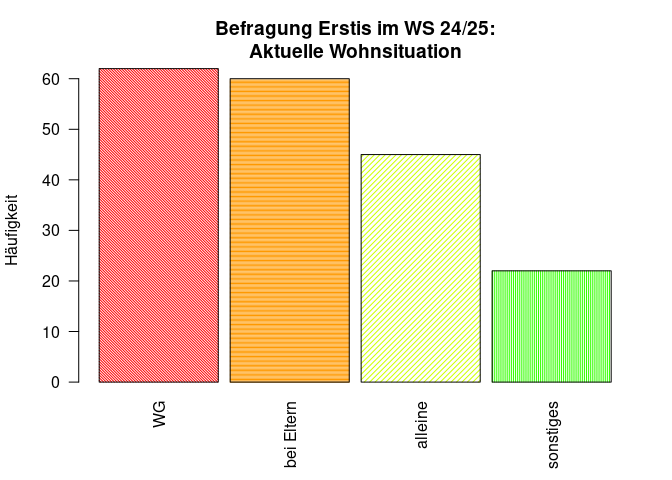 Befragung Erstis im WS 24/25:
Aktuelle Wohnsituation
Häufigkeit
60
50
40
30
20
10
0
WG
bei Eltern
alleine
sonstiges